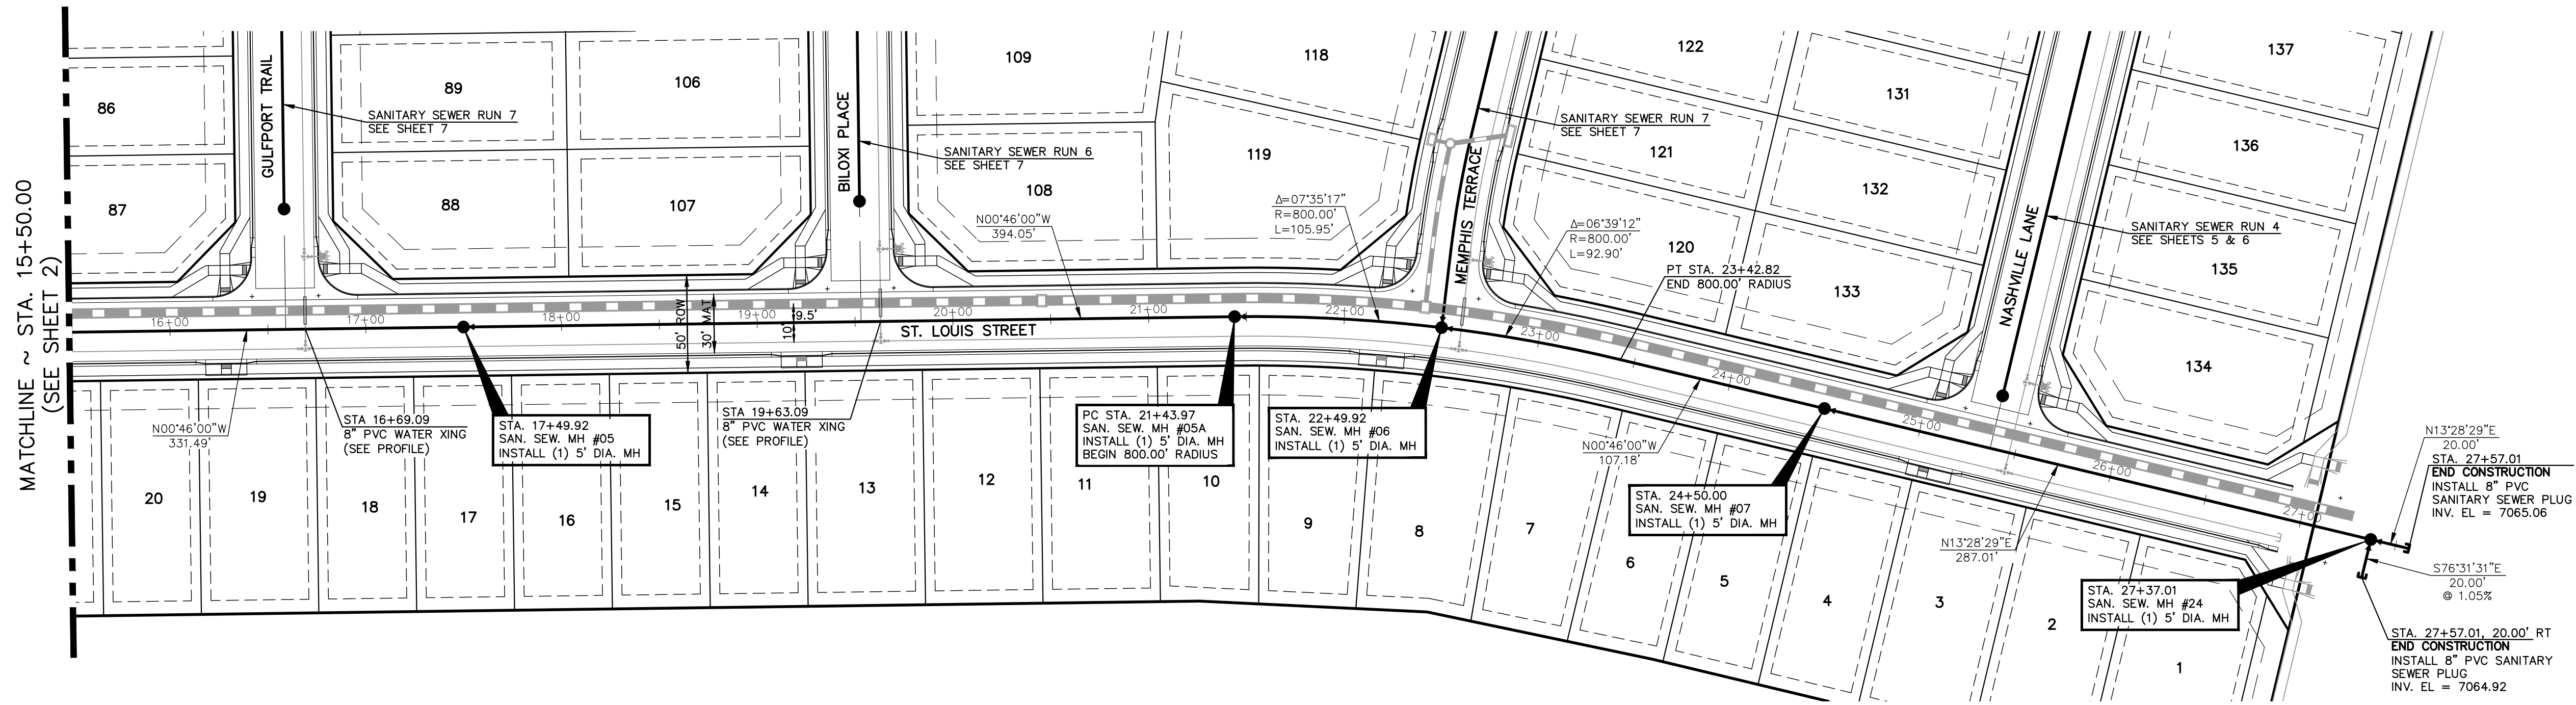 MATCHLINE ~ STA. 15+50.00
(SEE SHEET 2)
86
87
GULFPORT TRAIL
SANITARY SEWER RUN 7
SEE SHEET 7
89
106
88
107
BILOXI PLACE
SANITARY SEWER RUN 6
SEE SHEET 7
109
118
108
119
N00°46'00"W
394.05'
Δ=07°35'17"
R=800.00'
L=105.95'
MEMPHIS TERRACE
SANITARY SEWER RUN 7
SEE SHEET 7
122
131
121
132
120
133
Δ=06°39'12"
R=800.00'
L=92.90'
PT STA. 23+42.82
END 800.00' RADIUS
NASHVILLE LANE
SANITARY SEWER RUN 4
SEE SHEETS 5 & 6
137
136
135
134
16+00
17+00
18+00
19+00
20+00
21+00
22+00
23+00
24+00
25+00
26+00
27+00
50' ROW
30' MAT
10'
9.5'
ST. LOUIS STREET
N00°46'00"W
331.49'
STA 16+69.09
8" PVC WATER XING
(SEE PROFILE)
STA. 17+49.92
SAN. SEW. MH #05
INSTALL (1) 5' DIA. MH
STA 19+63.09
8" PVC WATER XING
(SEE PROFILE)
PC STA. 21+43.97
SAN. SEW. MH #05A
INSTALL (1) 5' DIA. MH
BEGIN 800.00' RADIUS
STA. 22+49.92
SAN. SEW. MH #06
INSTALL (1) 5' DIA. MH
N00°46'00"W
107.18'
STA. 24+50.00
SAN. SEW. MH #07
INSTALL (1) 5' DIA. MH
N13°28'29"E
287.01'
STA. 27+37.01
SAN. SEW. MH #24
INSTALL (1) 5' DIA. MH
N13°28'29"E
20.00'
STA. 27+57.01
END CONSTRUCTION
INSTALL 8" PVC
SANITARY SEWER PLUG
INV. EL = 7065.06
S76°31'31"E
20.00'
@ 1.05%
STA. 27+57.01, 20.00' RT
END CONSTRUCTION
INSTALL 8" PVC SANITARY
SEWER PLUG
INV. EL = 7064.92
20
19
18
17
16
15
14
13
12
11
10
9
8
7
6
5
4
3
2
1